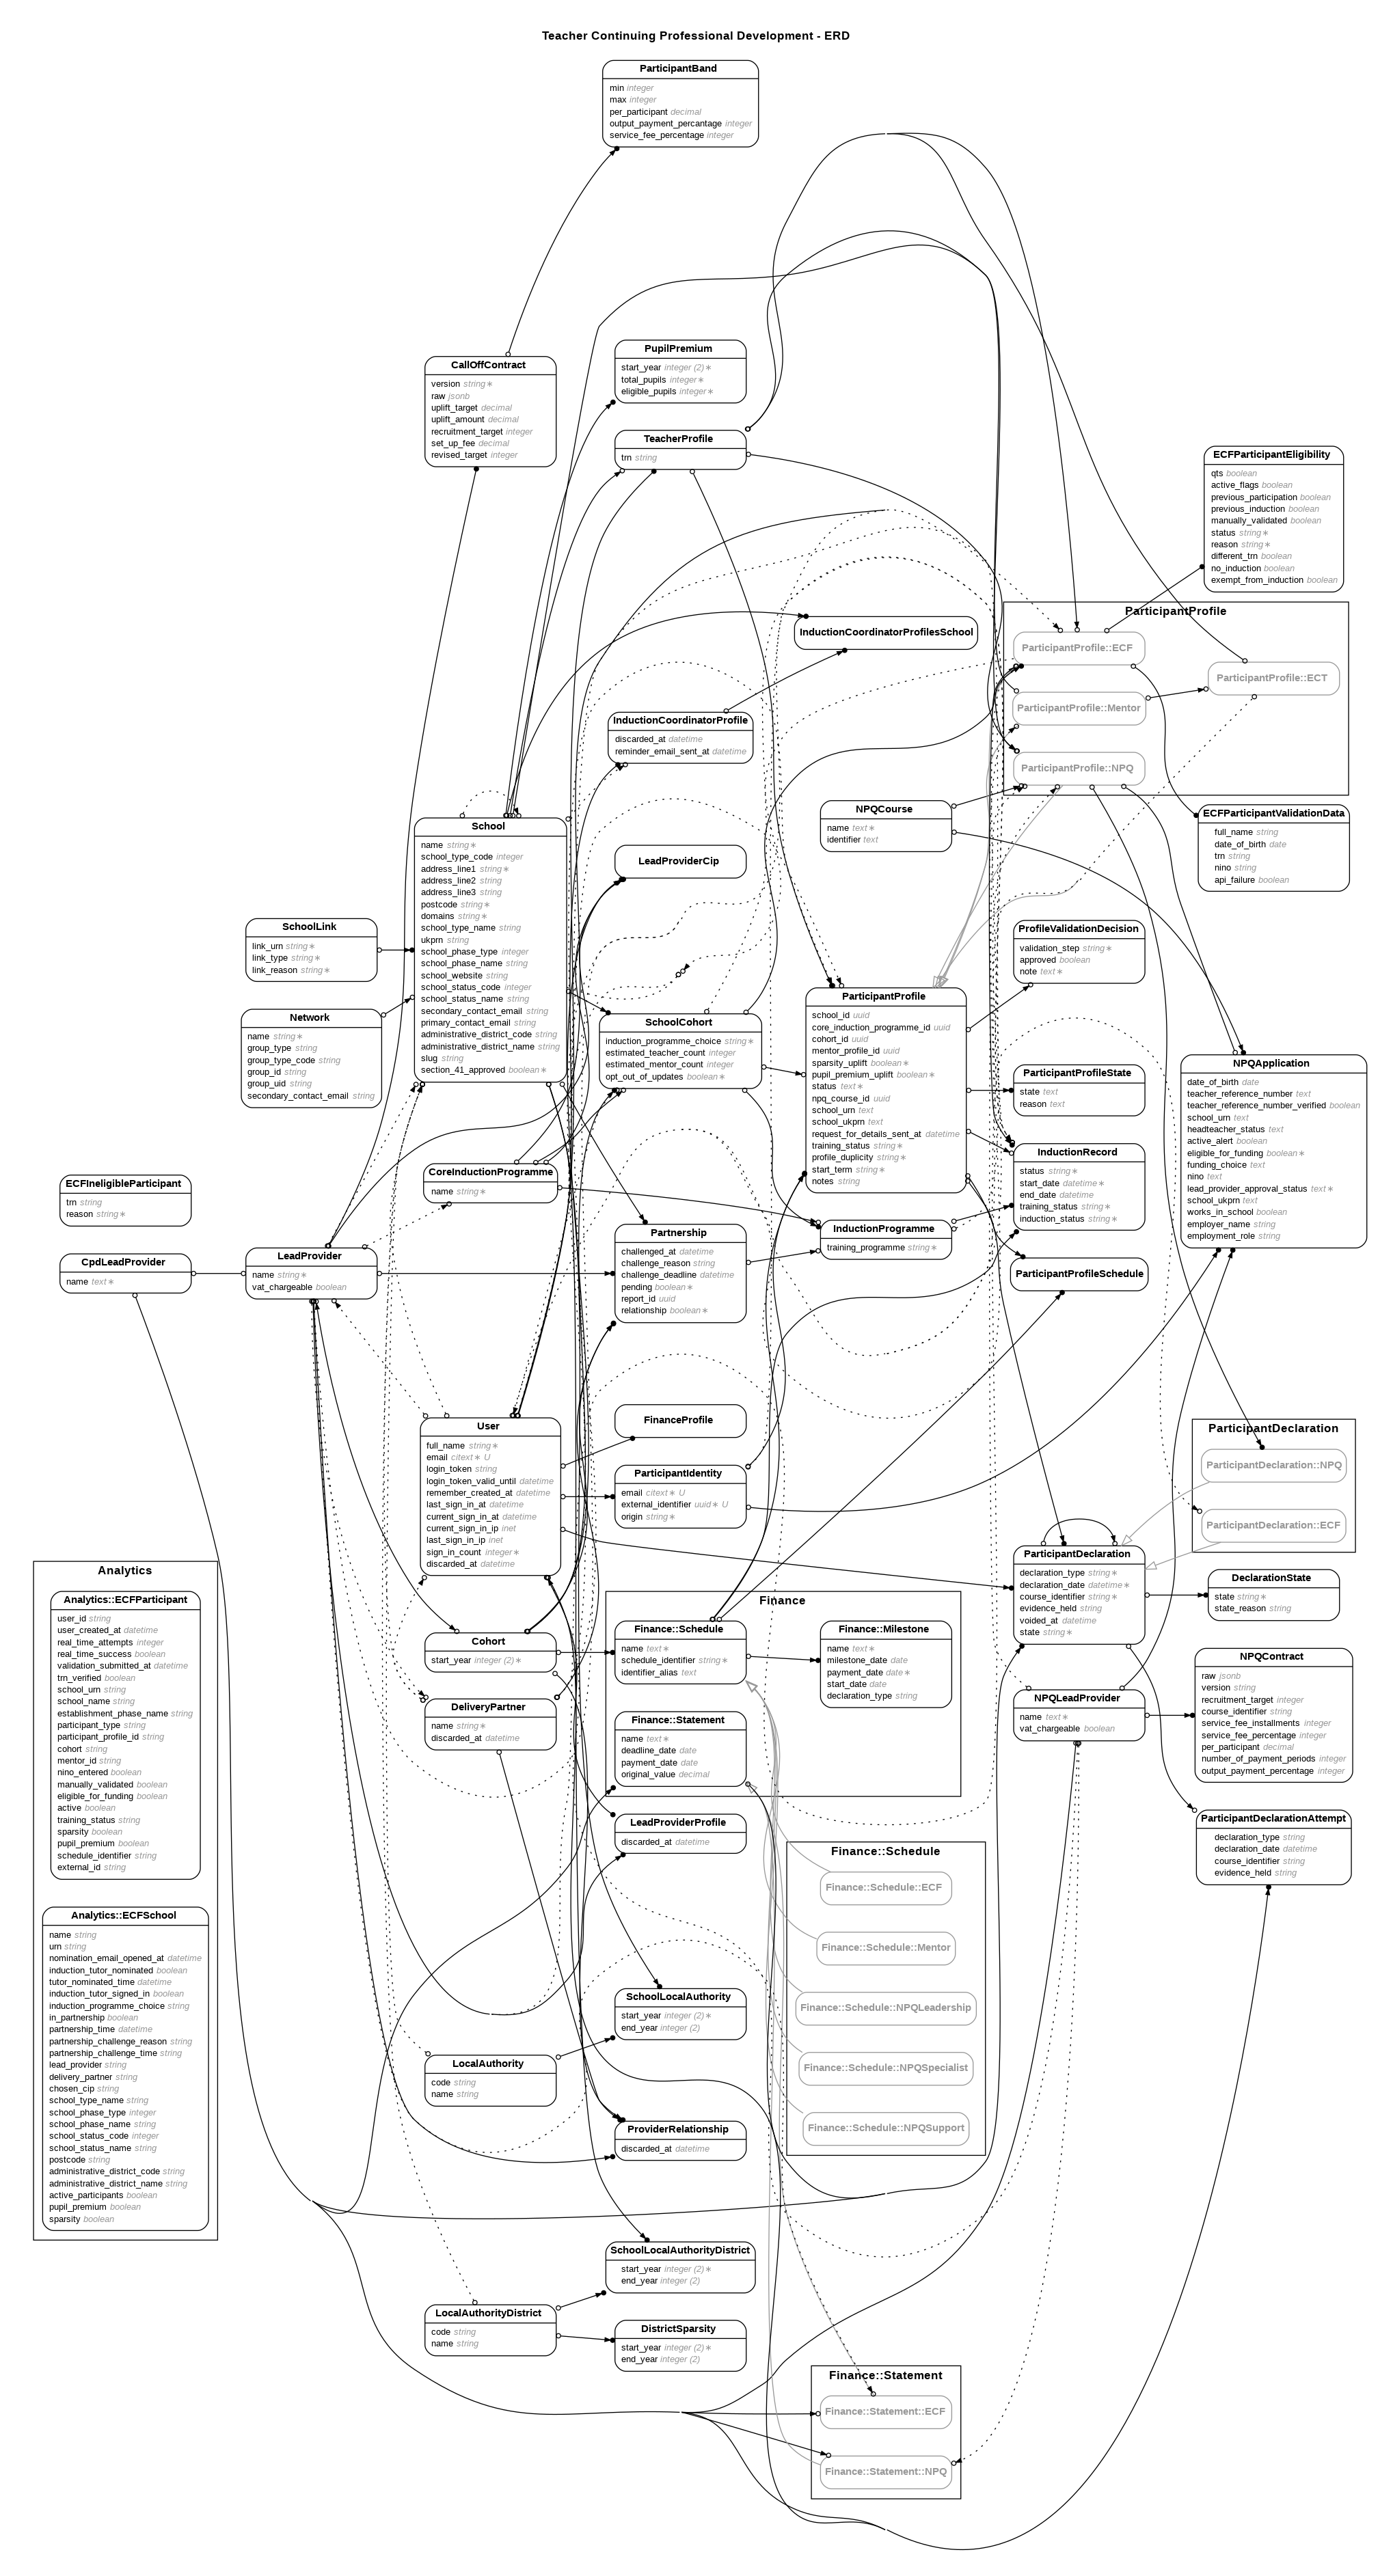 Teacher Continuing Professional Development - ERD
ParticipantBand
min integer
max integer
per_participant decimal
output_payment_percantage integer
service_fee_percentage integer
CallOffContract
version string∗
raw jsonb
uplift_target decimal
uplift_amount decimal
recruitment_target integer
set_up_fee decimal
revised_target integer
PupilPremium
start_year integer (2)∗
total_pupils integer∗
eligible_pupils integer∗
TeacherProfile
trn string
ECFParticipantEligibility
qts boolean
active_flags boolean
previous_participation boolean
previous_induction boolean
manually_validated boolean
status string∗
reason string∗
different_trn boolean
no_induction boolean
exempt_from_induction boolean
InductionCoordinatorProfilesSchool
ParticipantProfile
ParticipantProfile::ECF
ParticipantProfile::ECT
ParticipantProfile::Mentor
ParticipantProfile::NPQ
InductionCoordinatorProfile
discarded_at datetime
reminder_email_sent_at datetime
NPQCourse
name text∗
identifier text
ECFParticipantValidationData
full_name string
date_of_birth date
trn string
nino string
api_failure boolean
School
name string∗
school_type_code integer
address_line1 string∗
address_line2 string
address_line3 string
postcode string∗
domains string∗
school_type_name string
ukprn string
school_phase_type integer
school_phase_name string
school_website string
school_status_code integer
school_status_name string
secondary_contact_email string
primary_contact_email string
administrative_district_code string
administrative_district_name string
slug string
section_41_approved boolean∗
LeadProviderCip
SchoolLink
link_urn string∗
link_type string∗
link_reason string∗
Network
name string∗
group_type string
group_type_code string
group_id string
group_uid string
secondary_contact_email string
SchoolCohort
induction_programme_choice string∗
estimated_teacher_count integer
estimated_mentor_count integer
opt_out_of_updates boolean∗
ParticipantProfile
school_id uuid
core_induction_programme_id uuid
cohort_id uuid
mentor_profile_id uuid
sparsity_uplift boolean∗
pupil_premium_uplift boolean∗
status text∗
npq_course_id uuid
school_urn text
school_ukprn text
request_for_details_sent_at datetime
training_status string∗
profile_duplicity string∗
start_term string∗
notes string
ProfileValidationDecision
validation_step string∗
approved boolean
note text∗
ParticipantProfileState
state text
reason text
InductionRecord
status string∗
start_date datetime∗
end_date datetime
training_status string∗
induction_status string∗
NPQApplication
date_of_birth date
teacher_reference_number text
teacher_reference_number_verified boolean
school_urn text
headteacher_status text
active_alert boolean
eligible_for_funding boolean∗
funding_choice text
nino text
lead_provider_approval_status text∗
school_ukprn text
works_in_school boolean
employer_name string
employment_role string
CoreInductionProgramme
name string∗
ECFIneligibleParticipant
trn string
reason string∗
CpdLeadProvider
name text∗
LeadProvider
name string∗
vat_chargeable boolean
Partnership
challenged_at datetime
challenge_reason string
challenge_deadline datetime
pending boolean∗
report_id uuid
relationship boolean∗
InductionProgramme
training_programme string∗
ParticipantProfileSchedule
User
full_name string∗
email citext∗ U
login_token string
login_token_valid_until datetime
remember_created_at datetime
last_sign_in_at datetime
current_sign_in_at datetime
current_sign_in_ip inet
last_sign_in_ip inet
sign_in_count integer∗
discarded_at datetime
FinanceProfile
ParticipantIdentity
email citext∗ U
external_identifier uuid∗ U
origin string∗
ParticipantDeclaration
ParticipantDeclaration::NPQ
ParticipantDeclaration::ECF
ParticipantDeclaration
declaration_type string∗
declaration_date datetime∗
course_identifier string∗
evidence_held string
voided_at datetime
state string∗
DeclarationState
state string∗
state_reason string
Cohort
start_year integer (2)∗
DeliveryPartner
name string∗
discarded_at datetime
Finance
Finance::Schedule
name text∗
schedule_identifier string∗
identifier_alias text
Finance::Milestone
name text∗
milestone_date date
payment_date date∗
start_date date
declaration_type string
Finance::Statement
name text∗
deadline_date date
payment_date date
original_value decimal
NPQLeadProvider
name text∗
vat_chargeable boolean
NPQContract
raw jsonb
version string
recruitment_target integer
course_identifier string
service_fee_installments integer
service_fee_percentage integer
per_participant decimal
number_of_payment_periods integer
output_payment_percentage integer
ParticipantDeclarationAttempt
declaration_type string
declaration_date datetime
course_identifier string
evidence_held string
LeadProviderProfile
discarded_at datetime
Finance::Schedule
Finance::Schedule::ECF
Finance::Schedule::Mentor
Finance::Schedule::NPQLeadership
Finance::Schedule::NPQSpecialist
Finance::Schedule::NPQSupport
Analytics
Analytics::ECFParticipant
user_id string
user_created_at datetime
real_time_attempts integer
real_time_success boolean
validation_submitted_at datetime
trn_verified boolean
school_urn string
school_name string
establishment_phase_name string
participant_type string
participant_profile_id string
cohort string
mentor_id string
nino_entered boolean
manually_validated boolean
eligible_for_funding boolean
active boolean
training_status string
sparsity boolean
pupil_premium boolean
schedule_identifier string
external_id string
Analytics::ECFSchool
name string
urn string
nomination_email_opened_at datetime
induction_tutor_nominated boolean
tutor_nominated_time datetime
induction_tutor_signed_in boolean
induction_programme_choice string
in_partnership boolean
partnership_time datetime
partnership_challenge_reason string
partnership_challenge_time string
lead_provider string
delivery_partner string
chosen_cip string
school_type_name string
school_phase_type integer
school_phase_name string
school_status_code integer
school_status_name string
postcode string
administrative_district_code string
administrative_district_name string
active_participants boolean
pupil_premium boolean
sparsity boolean
SchoolLocalAuthority
start_year integer (2)∗
end_year integer (2)
LocalAuthority
code string
name string
ProviderRelationship
discarded_at datetime
SchoolLocalAuthorityDistrict
start_year integer (2)∗
end_year integer (2)
LocalAuthorityDistrict
code string
name string
DistrictSparsity
start_year integer (2)∗
end_year integer (2)
Finance::Statement
Finance::Statement::ECF
Finance::Statement::NPQ